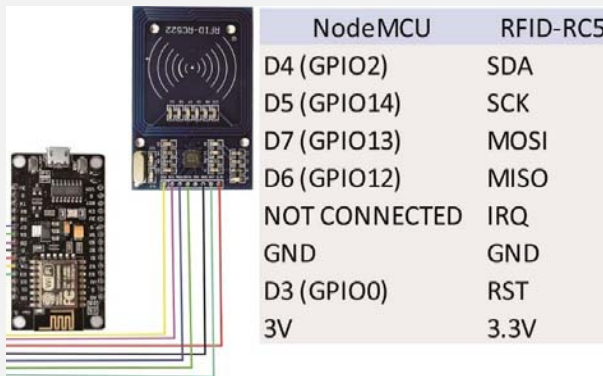 RFID-RC522
NodeMCU RFID-RC5
D4 (GPIO2) SDA
D5 (GPIO14) SCK
D7 (GPIO13) MOSI
D6 (GPIO12) MISO
NOT CONNECTED IRQ
GND GND
D3 (GPIO0) RST
3V 3.3V